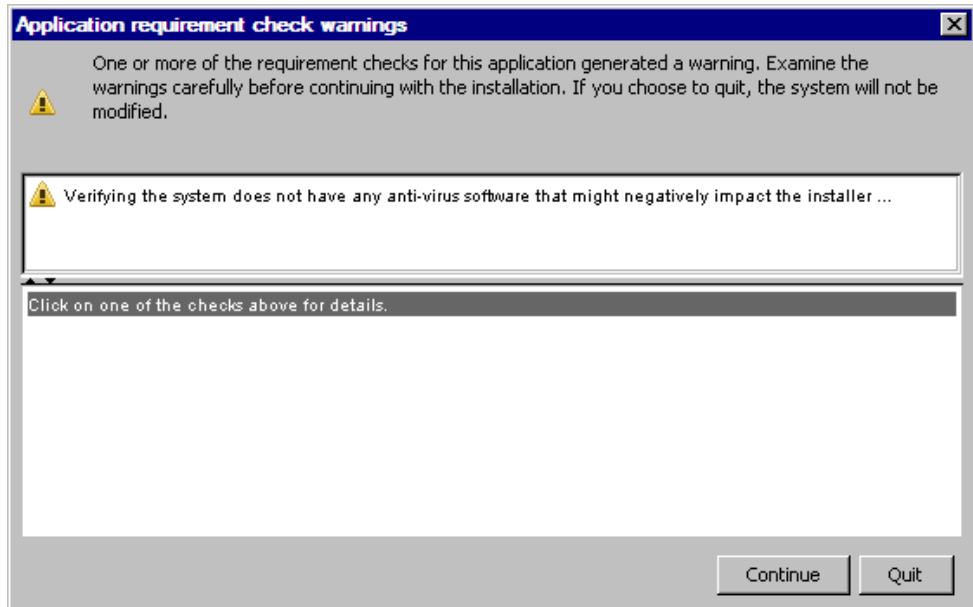 Application requirement check warnings
One or more of the requirement checks for this application generated a warning. Examine the
warnings carefully before continuing with the installation. If you choose to quit, the system will not be
modified.
Verifying the system does not have any anti-virus software that might negatively impact the installer ...
Click on one of the checks above for details.
Continue
Quit